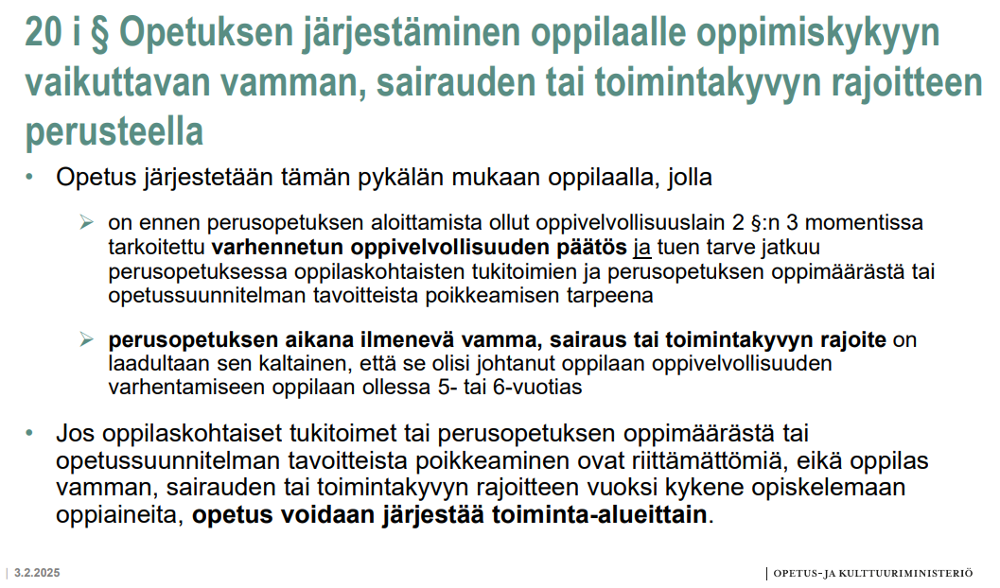 20 i § Opetuksen järjestäminen oppilaalle oppimiskykyyn
vaikuttavan vamman, sairauden tai toimintakyvyn rajoitteen
perusteella
• Opetus järjestetään tämän pykälän mukaan oppilaalla, jolla
➢ on ennen perusopetuksen aloittamista ollut oppivelvollisuuslain 2 §:n 3 momentissa
tarkoitettu varhennetun oppivelvollisuuden päätös ja tuen tarve jatkuu
perusopetuksessa oppilaskohtaisten tukitoimien ja perusopetuksen oppimäärästä tai
opetussuunnitelman tavoitteista poikkeamisen tarpeena
➢ perusopetuksen aikana ilmenevä vamma, sairaus tai toimintakyvyn rajoite on
laadultaan sen kaltainen, että se olisi johtanut oppilaan oppivelvollisuuden
varhentamiseen oppilaan ollessa 5- tai 6-vuotias
• Jos oppilaskohtaiset tukitoimet tai perusopetuksen oppimäärästä tai
opetussuunnitelman tavoitteista poikkeaminen ovat riittämättömiä, eikä oppilas
vamman, sairauden tai toimintakyvyn rajoitteen vuoksi kykene opiskelemaan
oppiaineita, opetus voidaan järjestää toiminta-alueittain.
| 3.2.2025
| OPETUS- JA KULTTUURIMINISTERIÖ